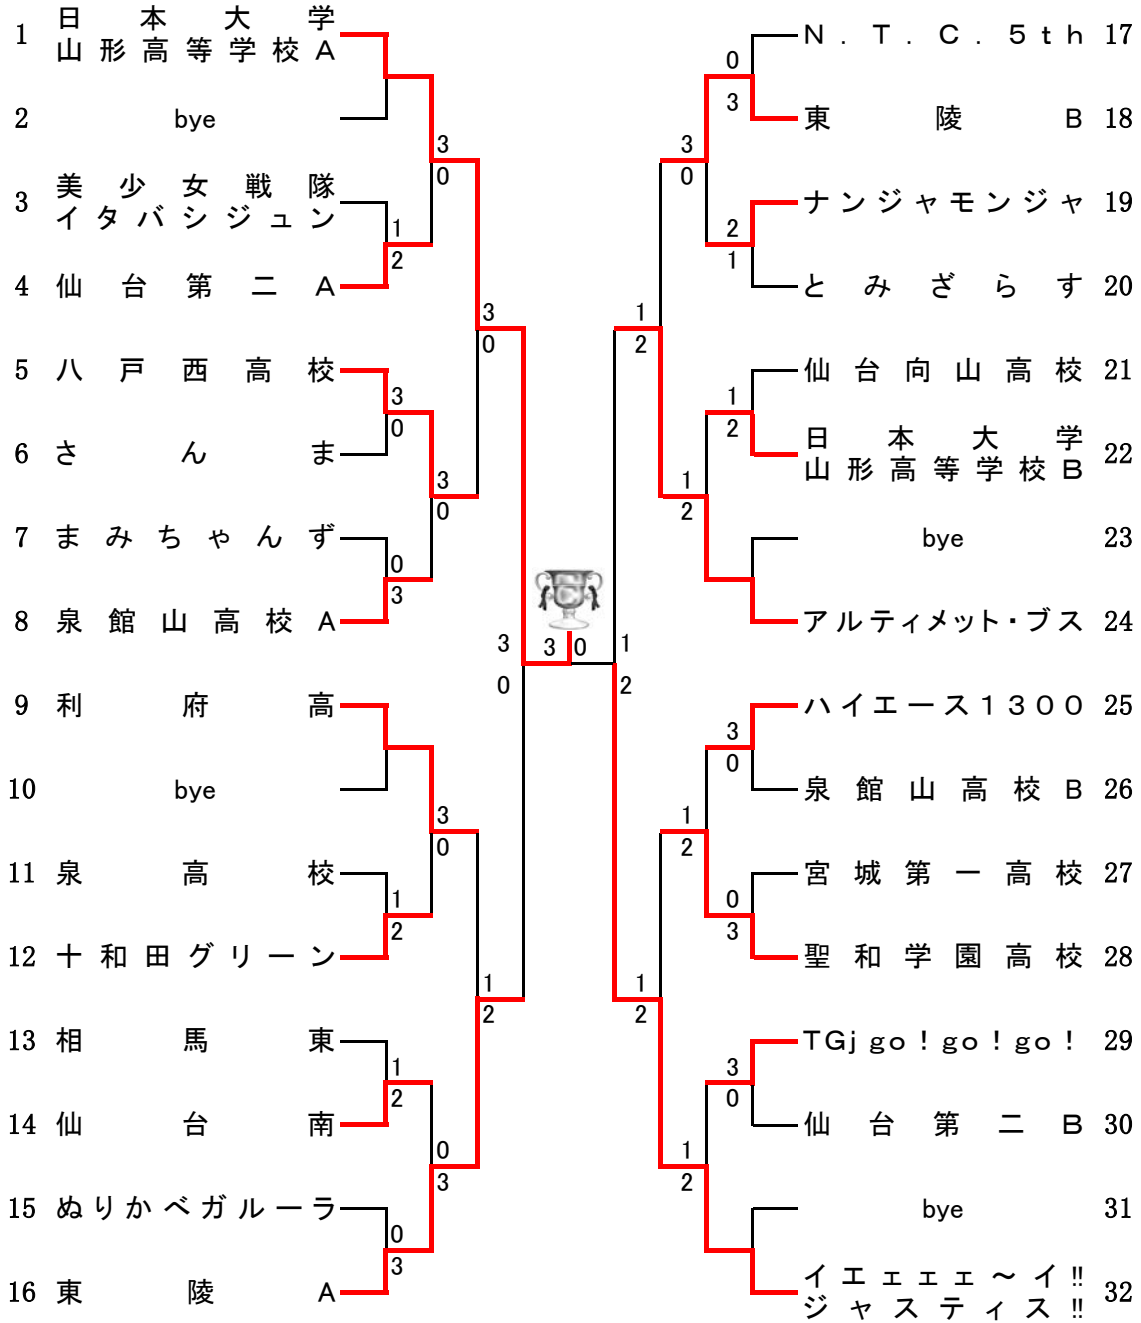 1 日本大学
山形高等学校A
2 bye
3 美少女戦隊
イタバシジュン
4 仙台第二A
5 八戸西高校
6 さんま
7 まみちゃんず
8 泉館山高校A
9 利府高
10 bye
11 泉高校
12 十和田グリーン
13 相馬東
14 仙台南
15 ぬりかベガルーラ
16 東陵A
3
0
1
2
3
0
3
0
3
0
0
3
3
0
3
0
1
2
1
2
1
2
0
3
0
3
3 0
N.T.C.5th 17
東陵B 18
ナンジャモンジャ 19
とみざらす 20
仙台向山高校 21
日本大学
山形高等学校B 22
bye 23
アルティメット・ブス 24
ハイエース1300 25
泉館山高校B 26
宮城第一高校 27
聖和学園高校 28
TGj go!go!go! 29
仙台第二B 30
bye 31
イエェェェ～イ!!
ジャスティス!! 32
0
3
3
0
2
1
1
2
1
2
1
2
1
2
3
0
1
2
0
3
1
2
3
0
1
2